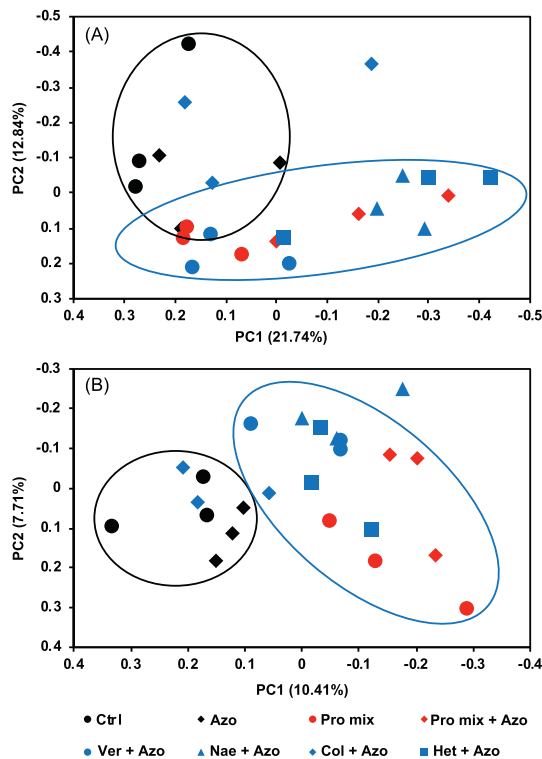 (A)
-0.5
-0.4
-0.3
-0.2
-0.1
0
0.1
0.2
0.3
PC2 (12.84%)
0.4 0.3 0.2 0.1 0 -0.1 -0.2 -0.3 -0.4 -0.5
PC1 (21.74%)
(B)
-0.3
-0.2
-0.1
0
0.1
0.2
0.3
0.4
PC2 (7.71%)
0.4 0.3 0.2 0.1 0 -0.1 -0.2 -0.3 -0.4
PC1 (10.41%)
Ctrl Azo Pro mix Pro mix + Azo
Ver + Azo Nae + Azo Col + Azo Het + Azo